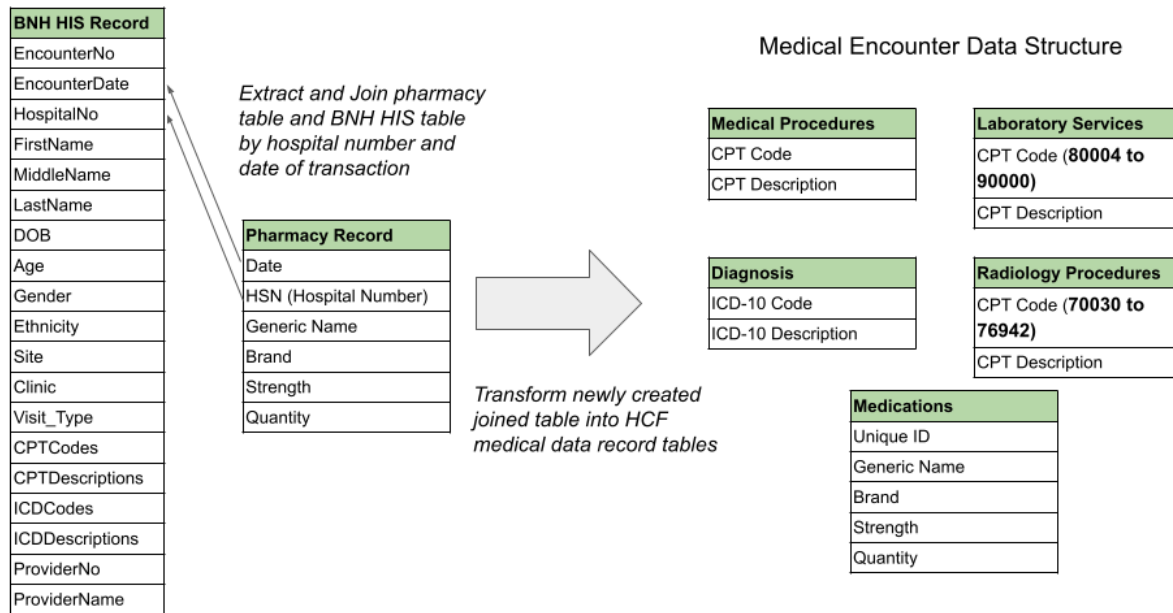 BNH HIS Record
EncounterNo
EncounterDate
HospitalNo
FirstName
MiddleName
LastName
DOB
Age
Gender
Ethnicity
Site
Clinic
Visit_Type
CPTCodes
CPTDescriptions
ICDCodes
ICDDescriptions
ProviderNo
ProviderName
Extract and Join pharmacy
table and BNH HIS table
by hospital number and
date of transaction
Pharmacy Record
Date
HSN (Hospital Number)
Generic Name
Brand
Strength
Quantity
Transform newly created
joined table into HCF
medical data record tables
Medical Encounter Data Structure
Medical Procedures
CPT Code
CPT Description
Laboratory Services
CPT Code (80004 to
90000)
CPT Description
Diagnosis
ICD-10 Code
ICD-10 Description
Radiology Procedures
CPT Code (70030 to
76942)
CPT Description
Medications
Unique ID
Generic Name
Brand
Strength
Quantity